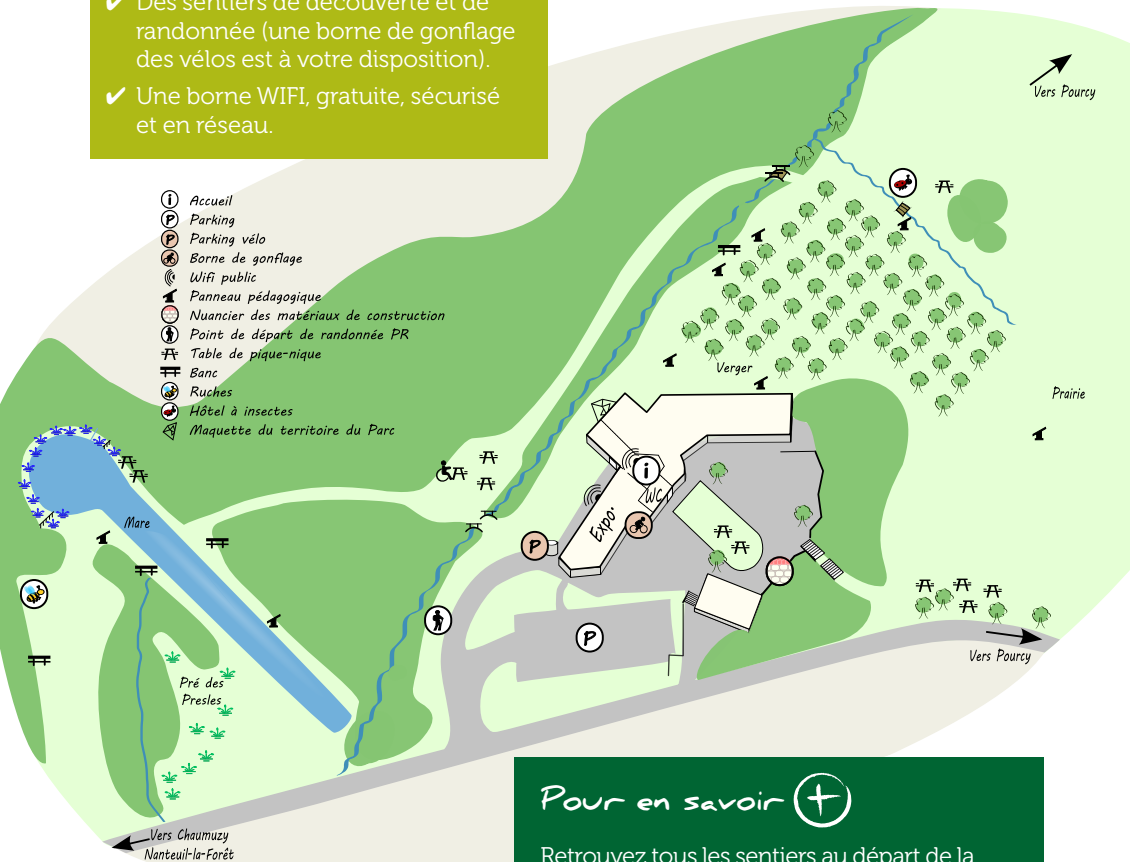 ✔ Des sentiers de découverte et de
randonnée (une borne de gonflage
des vélos est à votre disposition).
✔ Une borne WIFI, gratuite, sécurisé
et en réseau.
Vers Pourcy
i Accueil
P Parking
P Parking vélo
Borne de gonflage
Wifi public
Panneau pédagogique
Nuancier des matériaux de construction
Point de départ de randonnée PR
Table de pique-nique
Banc
Ruches
Hôtel à insectes
Maquette du territoire du Parc
Verger
Prairie
i
WC
Expo.
Mare
P
P
Vers Pourcy
Pré des
Presles
Vers Chaumuzy
Nanteuil-la-Forêt
Pour en savoir +
Retrouvez tous les sentiers au départ de la